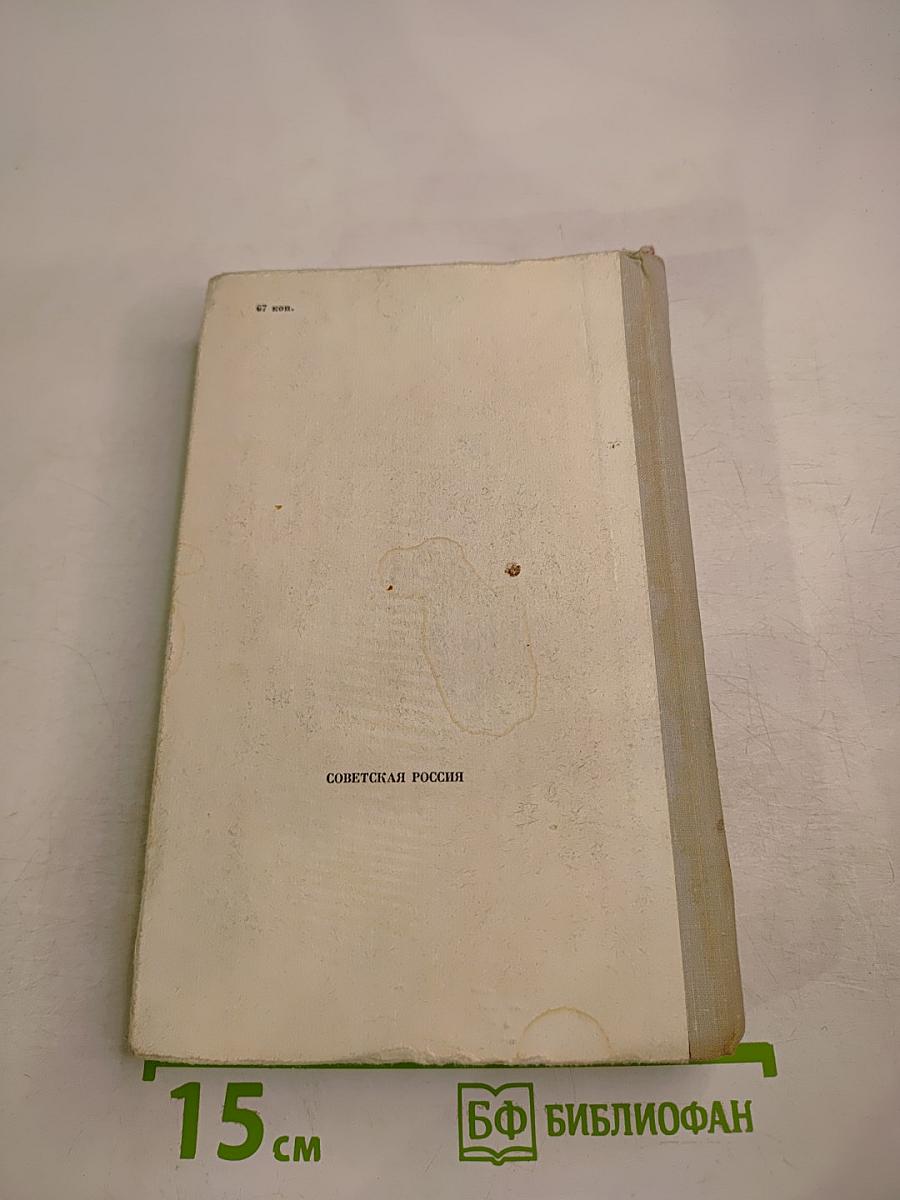 67 коп.
СОВЕТСКАЯ РОССИЯ
15 см
БФ БИБЛИОФАН